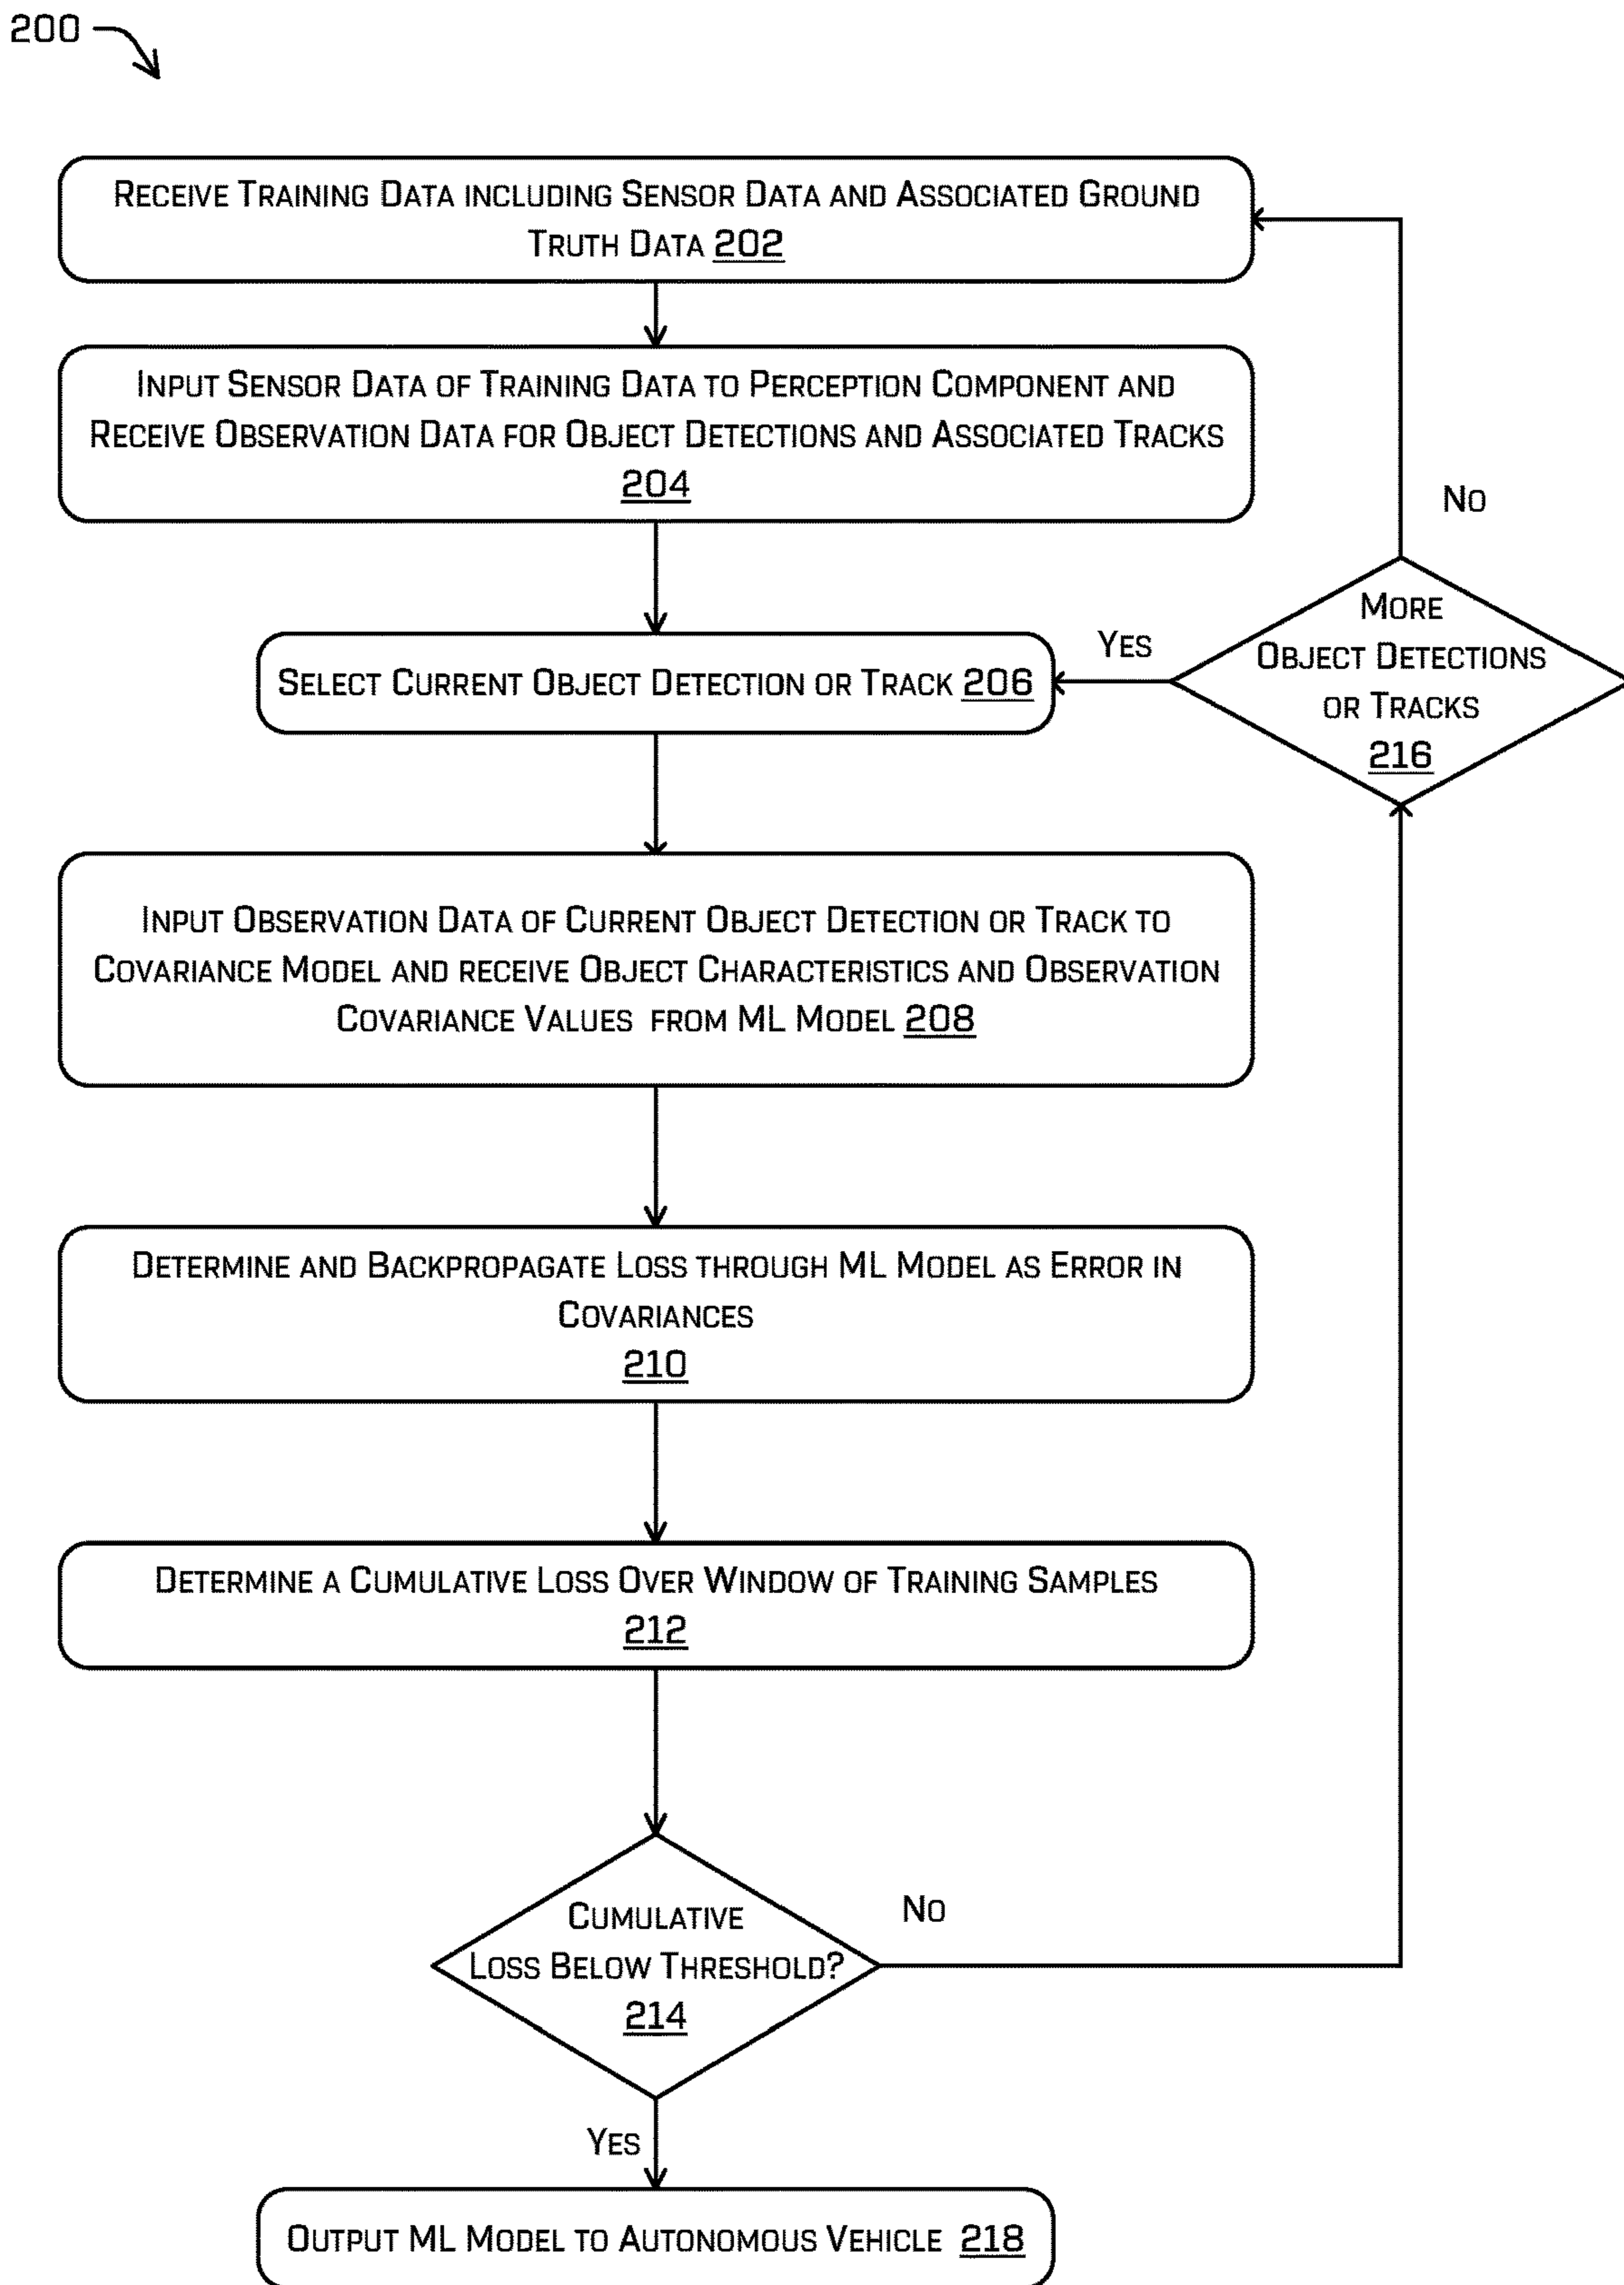 200
RECEIVE TRAINING DATA INCLUDING SENSOR DATA AND ASSOCIATED GROUND
TRUTH DATA 202
INPUT SENSOR DATA OF TRAINING DATA TO PERCEPTION COMPONENT AND
RECEIVE OBSERVATION DATA FOR OBJECT DETECTIONS AND ASSOCIATED TRACKS
204
NO
MORE
OBJECT DETECTIONS
OR TRACKS
216
YES
SELECT CURRENT OBJECT DETECTION OR TRACK 206
INPUT OBSERVATION DATA OF CURRENT OBJECT DETECTION OR TRACK TO
COVARIANCE MODEL AND RECEIVE OBJECT CHARACTERISTICS AND OBSERVATION
COVARIANCE VALUES FROM ML MODEL 208
DETERMINE AND BACKPROPAGATE LOSS THROUGH ML MODEL AS ERROR IN
COVARIANCES
210
DETERMINE A CUMULATIVE LOSS OVER WINDOW OF TRAINING SAMPLES
212
CUMULATIVE
LOSS BELOW THRESHOLD?
214
NO
YES
OUTPUT ML MODEL TO AUTONOMOUS VEHICLE 218